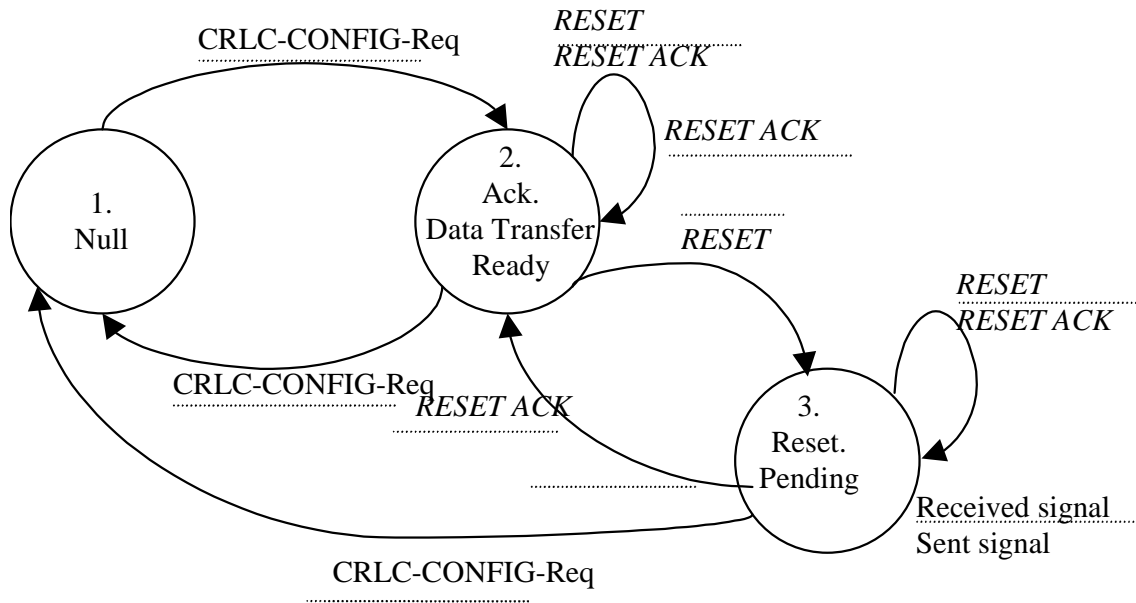 RESET
CRLC-CONFIG-Req
RESET ACK
RESET ACK
2.
Ack.
Data Transfer
Ready
1.
Null
RESET
RESET
RESET ACK
CRLC-CONFIG-Req
RESET ACK
3.
Reset.
Pending
Received signal
Sent signal
CRLC-CONFIG-Req